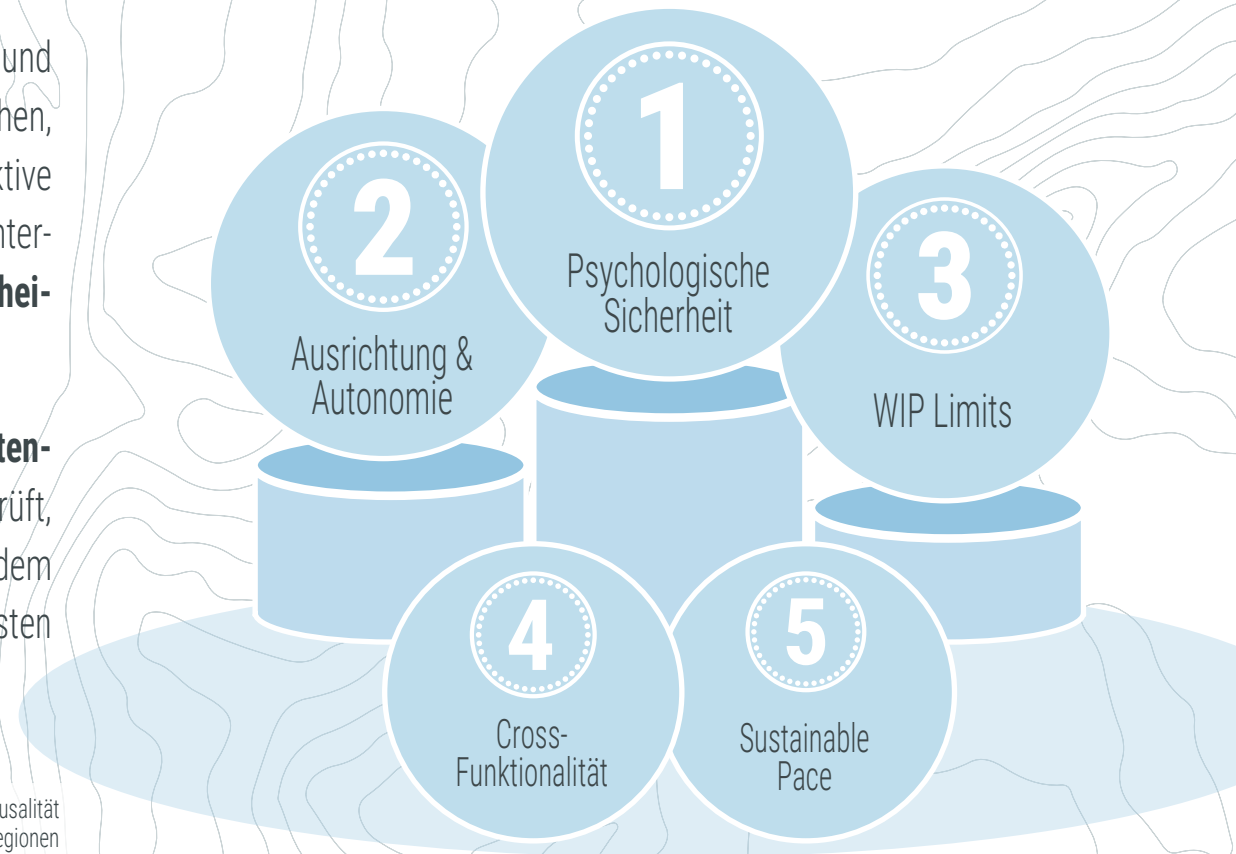 und
hen,
ktive
nter-
hei-
ten-
rüft,
dem
sten
usalität
egionen
1
Psychologische
Sicherheit
2
Ausrichtung &
Autonomie
3
WIP Limits
4
Cross-
Funktionalität
5
Sustainable
Pace